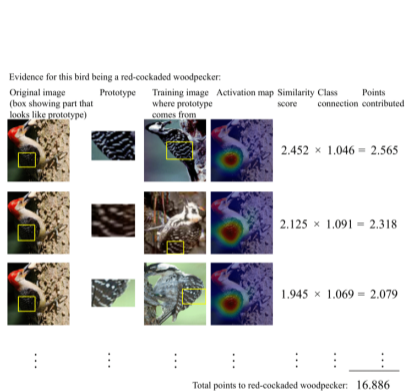 Evidence for this bird being a red-cockaded woodpecker:
Original image Prototype Training image Activation map Similarity Class Points
(box showing part that where prototype score connection contributed
looks like prototype) comes from
2.452 × 1.046 = 2.565
2.125 × 1.091 = 2.318
1.945 × 1.069 = 2.079
Total points to red-cockaded woodpecker: 16.886